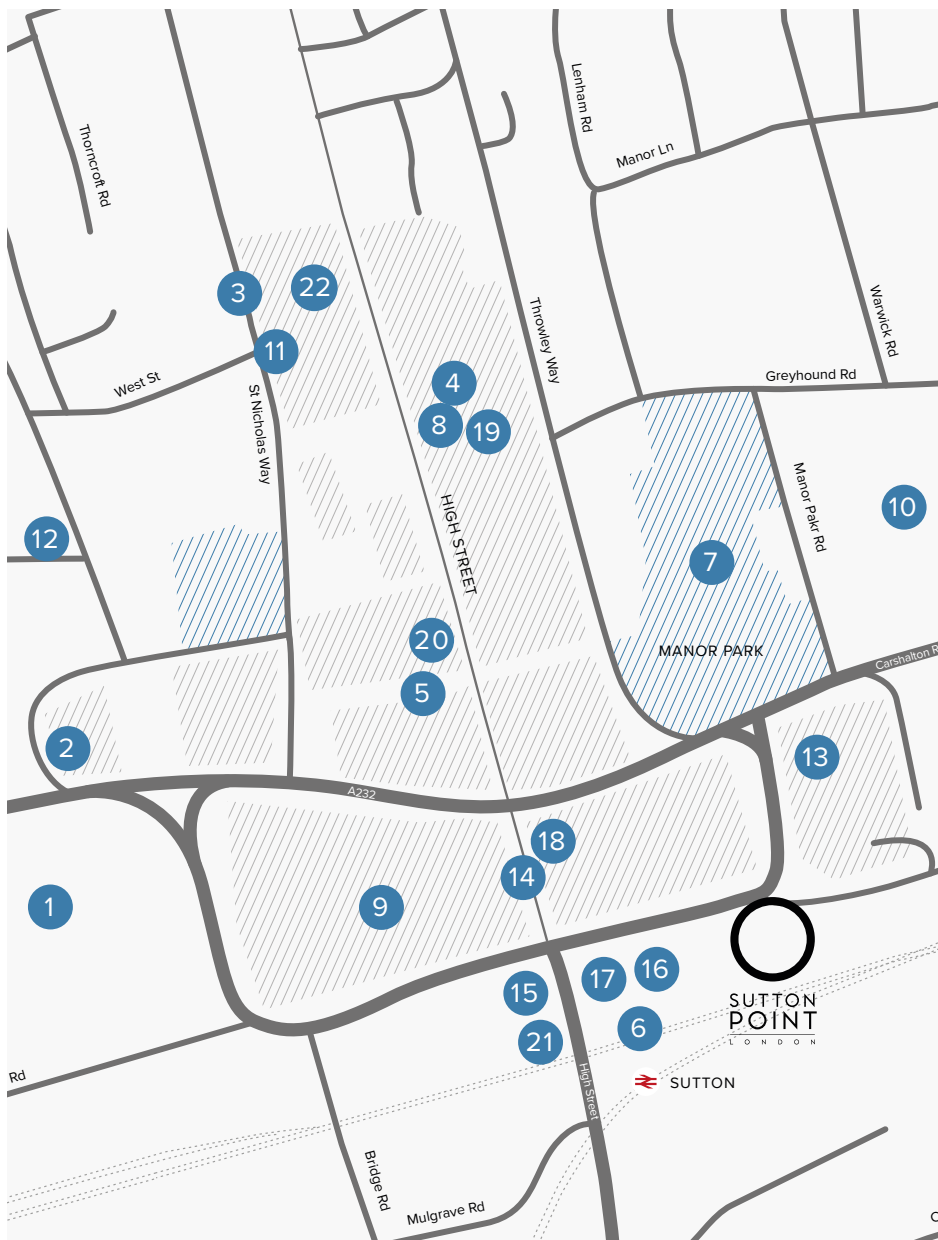 Lenham Rd
Thorncroft Rd
Manor Ln
3
22
Warwick Rd
Throwley Way
11
West St
Greyhound Rd
4
St Nicholas Way
8
19
Manor Pakr Rd
10
HIGH STREET
12
7
20
MANOR PARK
Carshalton R
5
2
13
A232
18
14
1
9
17
16
15
SUTTON
POINT
LONDON
6
21
Rd
SUTTON
High Street
Bridge Rd
Mulgrave Rd
C